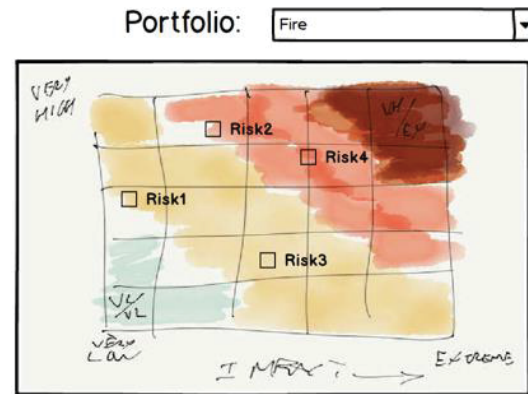 Portfolio:
Fire
VERY
HIGH
VH/
EX
Risk2
Risk4
Risk1
Risk3
VL/
VL
VERY
LOW
EXTREME